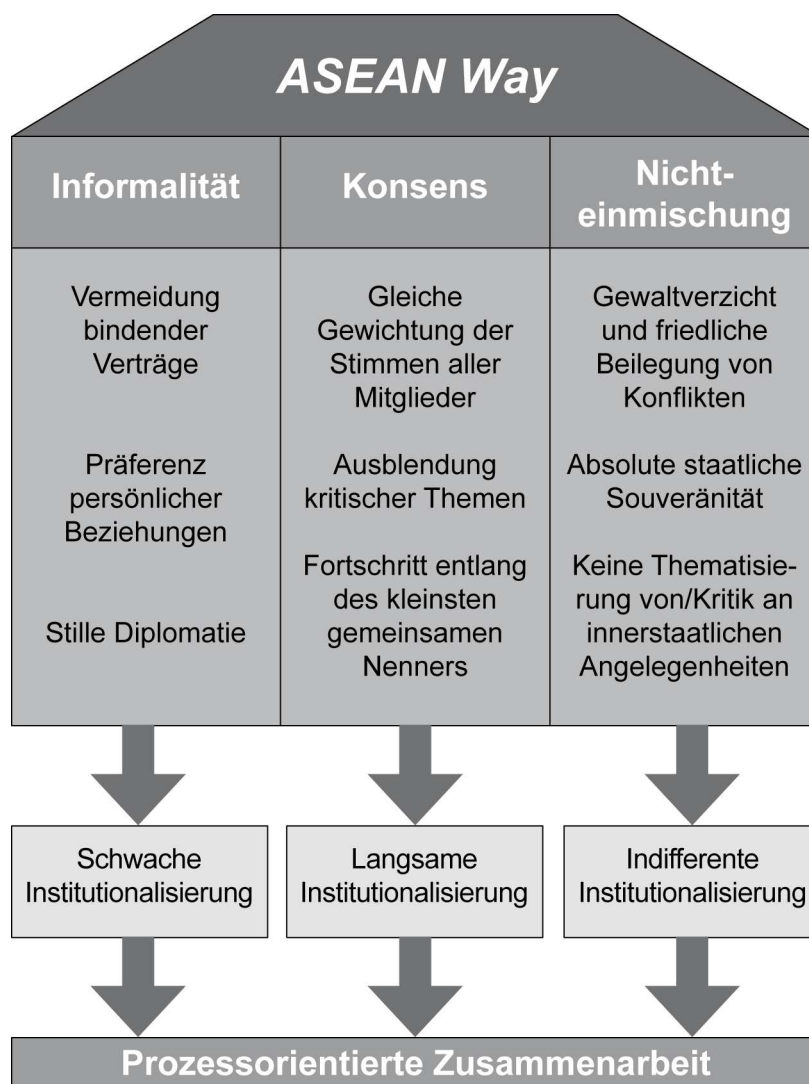 ASEAN Way
Informalität
Vermeidung
bindender
Verträge
Präferenz
persönlicher
Beziehungen
Stille Diplomatie
Konsens
Gleiche
Gewichtung der
Stimmen aller
Mitglieder
Ausblendung
kritischer Themen
Fortschritt entlang
des kleinsten
gemeinsamen
Nenners
Nicht-
einmischung
Gewaltverzicht
und friedliche
Beilegung von
Konflikten
Absolute staatliche
Souveränität
Keine Thematisie-
rung von/Kritik an
innerstaatlichen
Angelegenheiten
Schwache
Institutionalisierung
Langsame
Institutionalisierung
Indifferente
Institutionalisierung
Prozessorientierte Zusammenarbeit